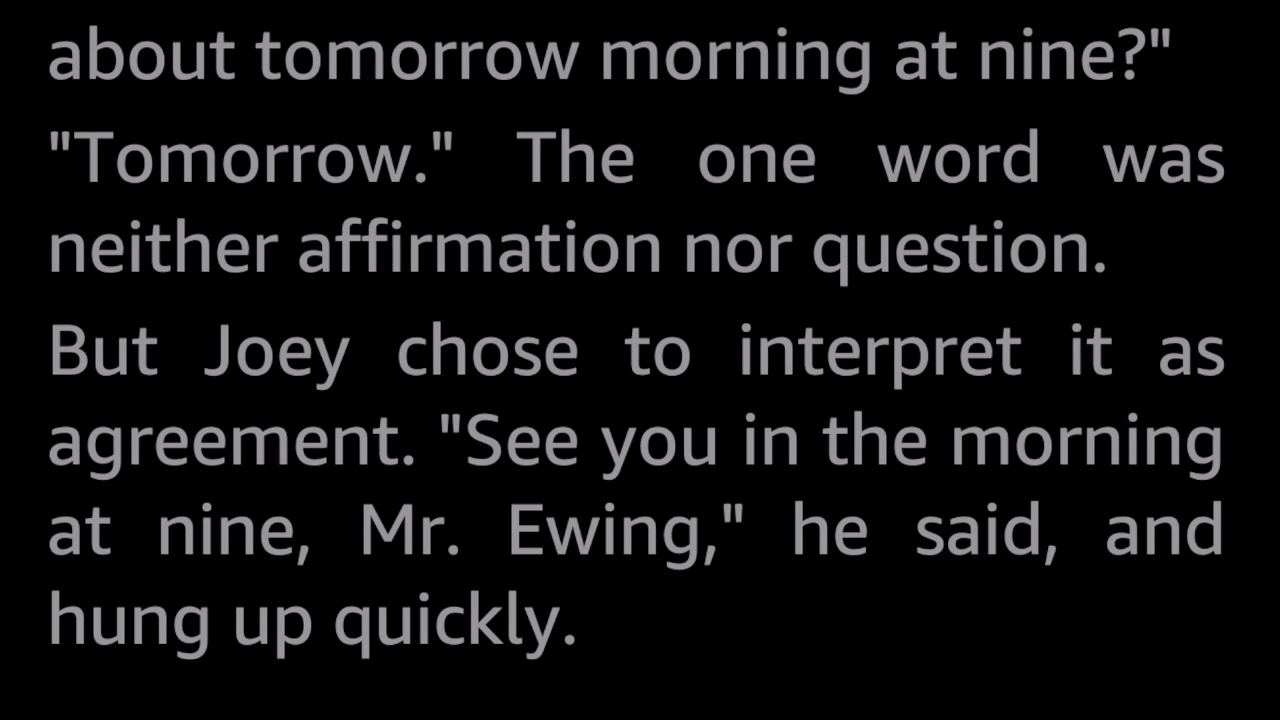 about tomorrow morning at nine?"
"Tomorrow." The one word was
neither affirmation nor question.
But Joey chose to interpret it as
agreement. "See you in the morning
at nine, Mr. Ewing," he said, and
hung up quickly.